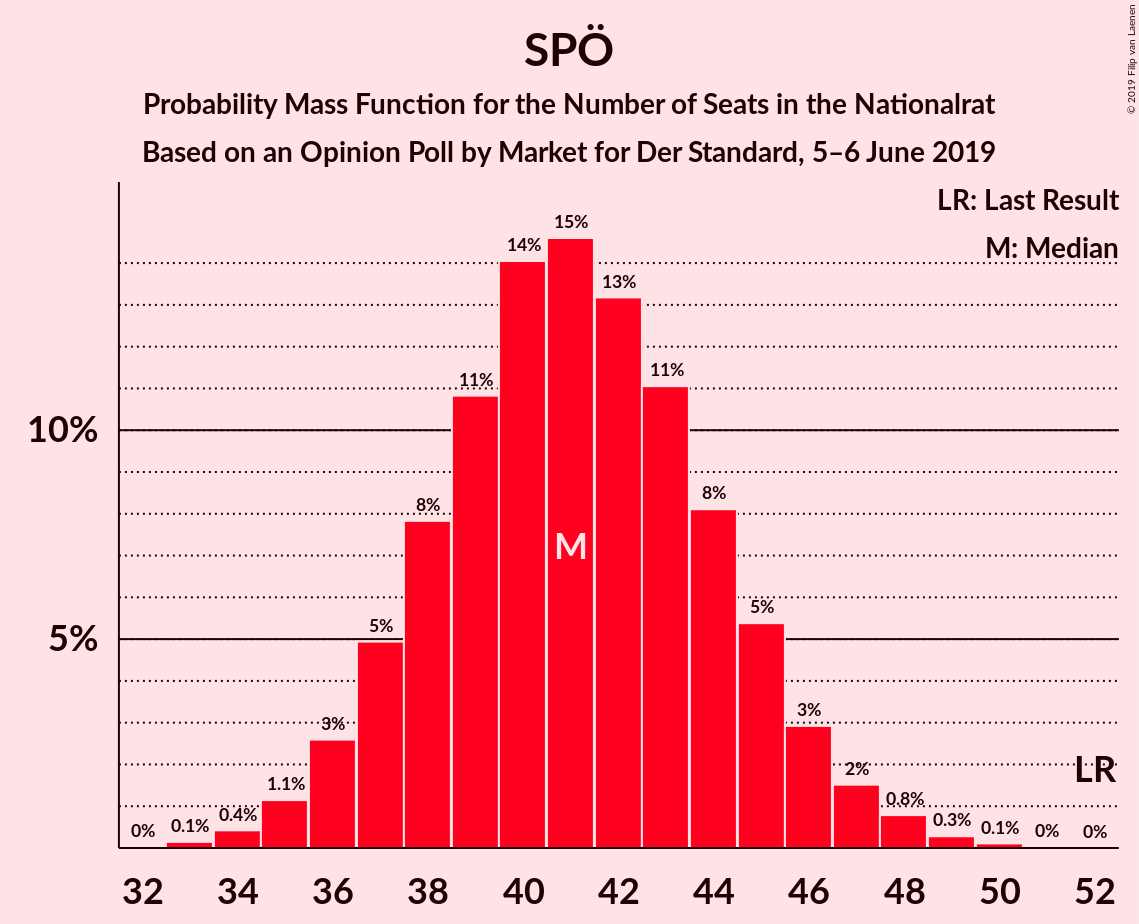 SPÖ
Probability Mass Function for the Number of Seats in the Nationalrat
Based on an Opinion Poll by Market for Der Standard, 5–6 June 2019
© 2019 Filip van Laenen
LR: Last Result
M: Median
10%
5%
0%
0.1%
0.4%
1.1%
3%
5%
8%
11%
14%
15%
13%
11%
8%
5%
3%
2%
0.8%
0.3%
0.1%
0%
0%
M
LR
32 34 36 38 40 42 44 46 48 50 52